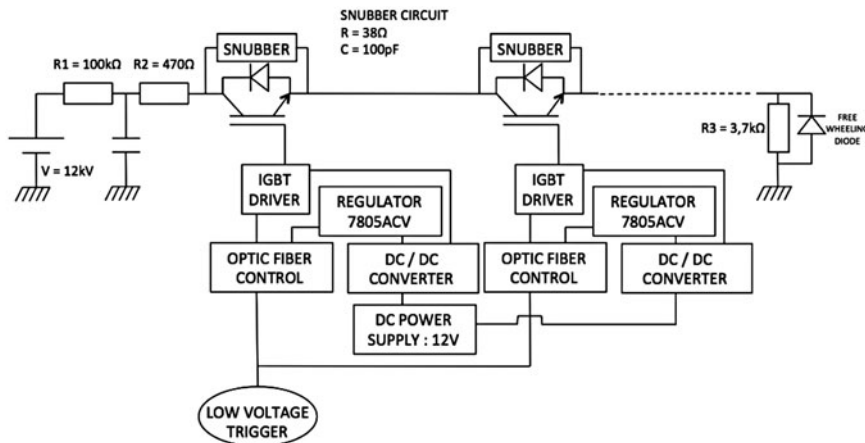 SNUBBER CIRCUIT
R = 38Ω
C = 100pF
SNUBBER
SNUBBER
R1 = 100kΩ
R2 = 470Ω
V = 12kV
R3 = 3,7kΩ
FREE
WHEELING
DIODE
IGBT
DRIVER
REGULATOR
7805ACV
IGBT
DRIVER
REGULATOR
7805ACV
OPTIC FIBER
CONTROL
DC / DC
CONVERTER
OPTIC FIBER
CONTROL
DC / DC
CONVERTER
DC POWER
SUPPLY : 12V
LOW VOLTAGE
TRIGGER